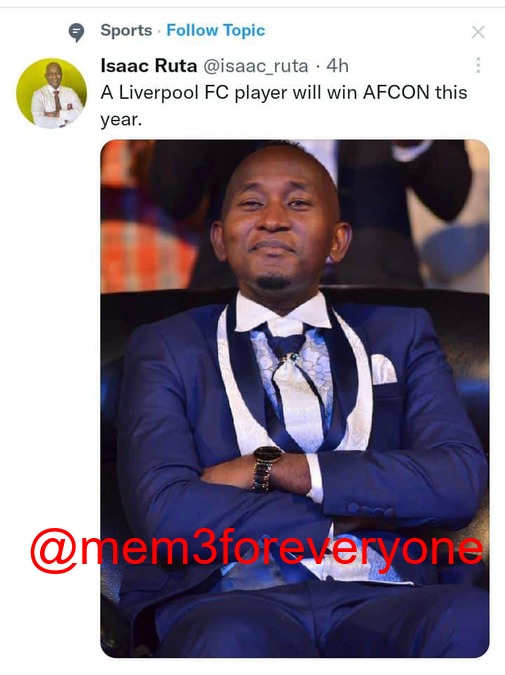 Sports · Follow Topic
Isaac Ruta @isaac_ruta · 4h
A Liverpool FC player will win AFCON this
year.
@mem3foreveryone